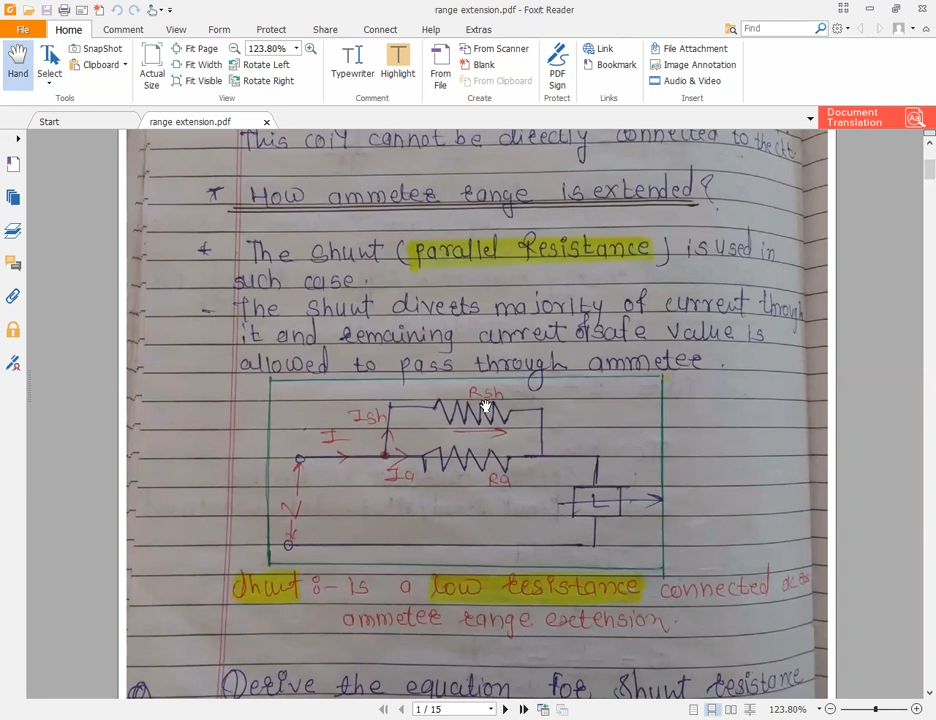 range extension.pdf - Foxit Reader
File Home Comment View Form Protect Share Connect Help Extras Find
Hand Select SnapShot Clipboard Actual Size Fit Page Fit Width Fit Visible 123.80% Rotate Left Rotate Right Typewriter Highlight From File From Scanner Blank From Clipboard PDF Sign Link Bookmark File Attachment Image Annotation Audio & Video
Tools View Comment Create Protect Links Insert
Start range extension.pdf Document Translation
This coil cannot be directly connected to the ckt
* How ammeter range is extended?
* The Shunt (parallel Resistance) is used in
such case.
- The shunt diverts majority of current through
it and remaining current of safe value is
allowed to pass through ammeter.
Rsh
Ish
I
Ia Ra
V
L
Shunt :- is a low resistance connected
ammeter range extension.
Derive the equation for Shunt resistance
1 / 15 123.80%